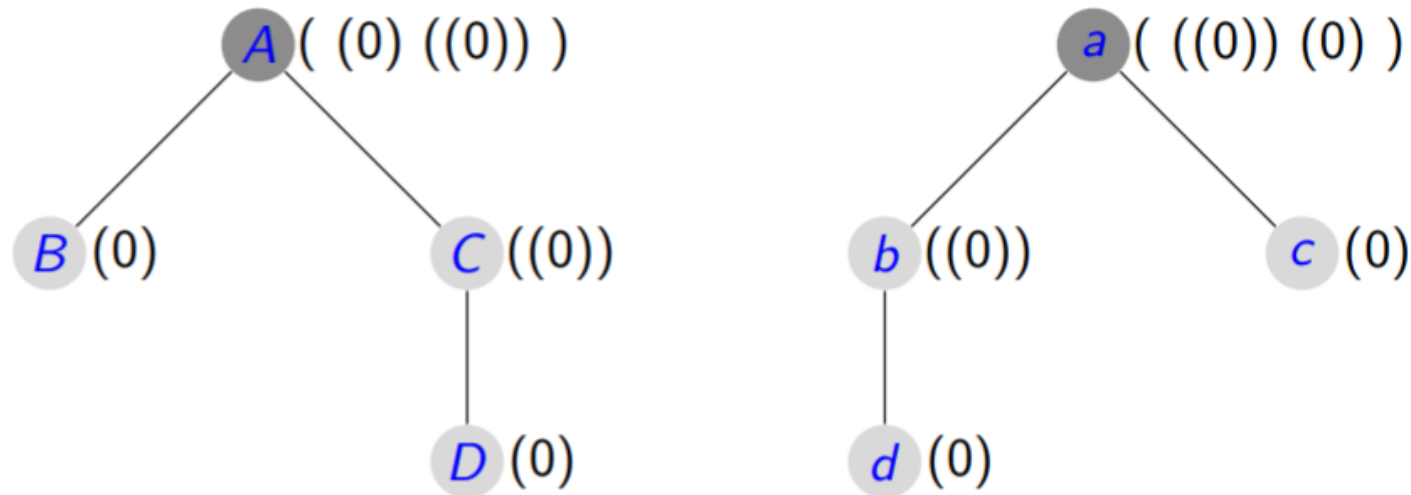 A ( (0) ((0)) ) a ( ((0)) (0) )
B (0) C ((0)) b ((0)) c (0)
D (0) d (0)